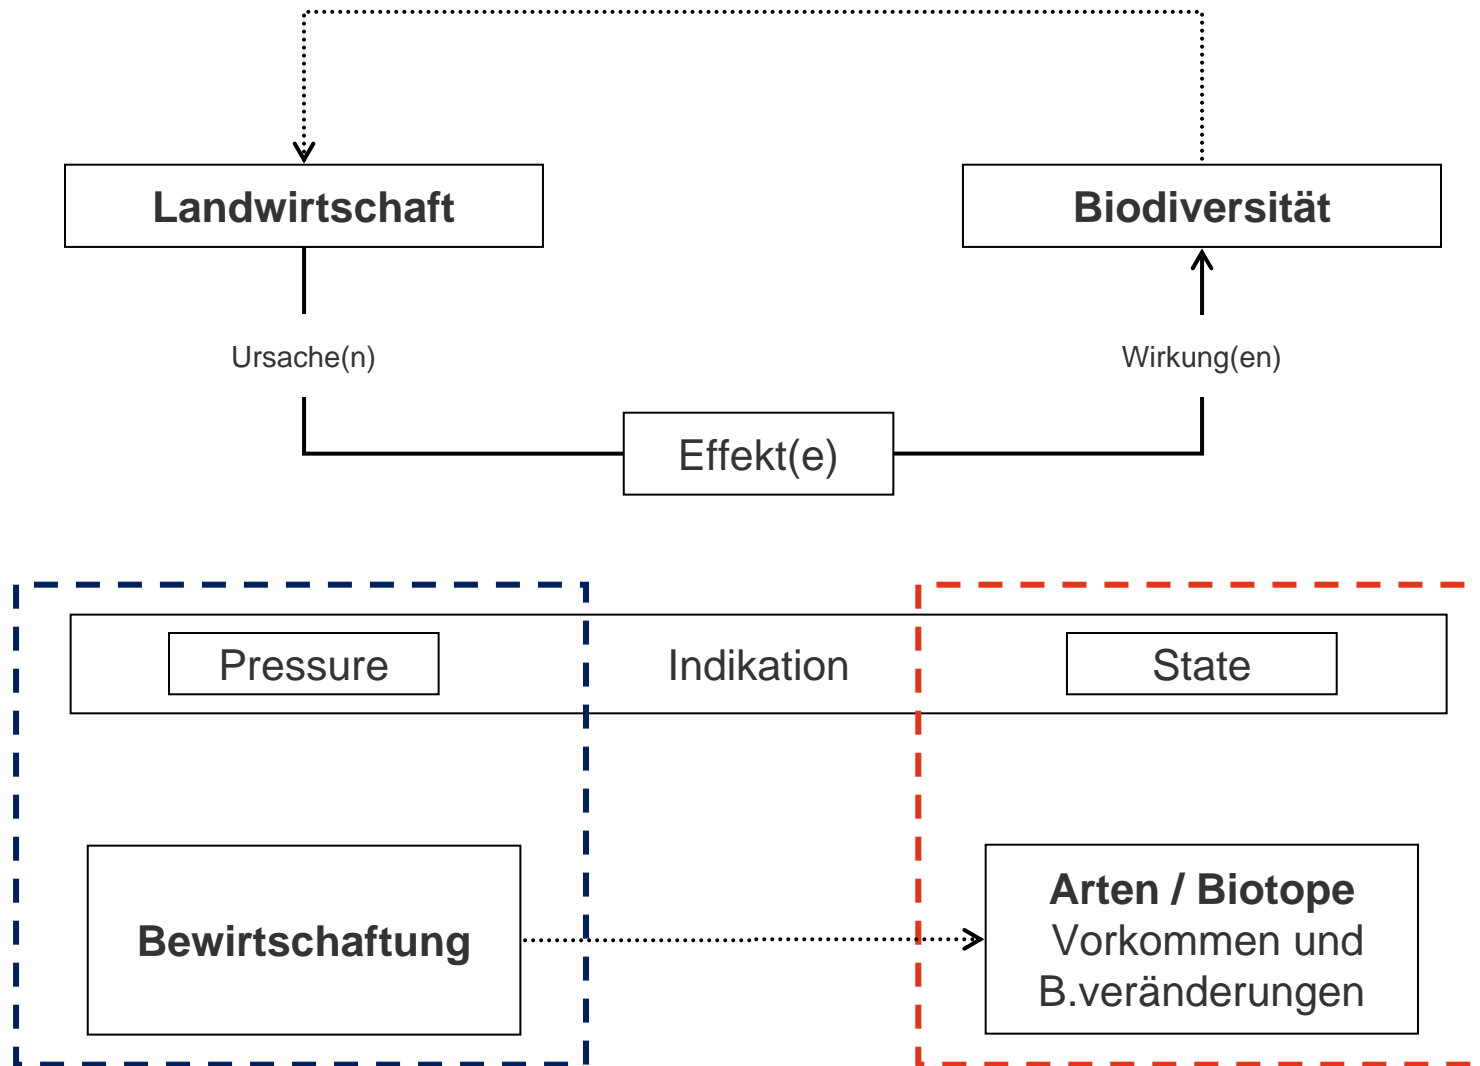 Landwirtschaft
Biodiversität
Ursache(n)
Wirkung(en)
Effekt(e)
Pressure
Indikation
State
Bewirtschaftung
Arten / Biotope
Vorkommen und
B.veränderungen